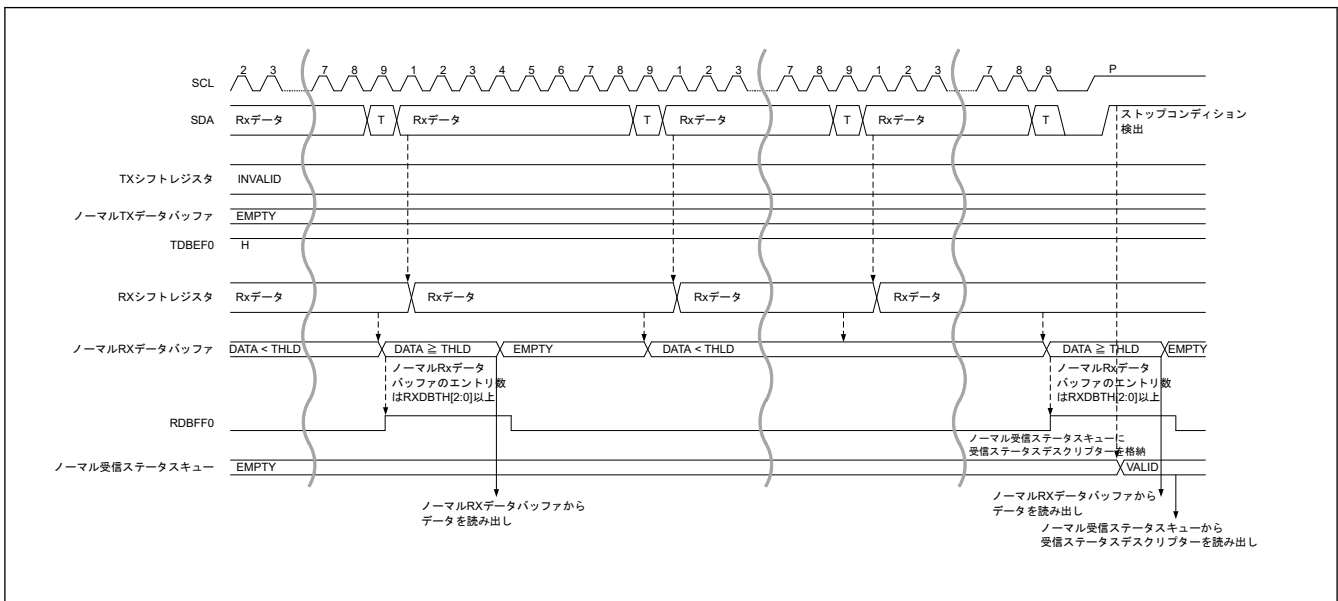 2 3 7 8 9 1 2 3 4 5 6 7 8 9 1 2 3 7 8 9 1 2 3 7 8 9 P
SCL
SDA Rxデータ T Rxデータ T Rxデータ T Rxデータ T
ストップコンディション
検出
TXシフトレジスタ INVALID
ノーマルTXデータバッファ EMPTY
TDBEF0 H
RXシフトレジスタ Rxデータ Rxデータ Rxデータ Rxデータ
ノーマルRXデータバッファ DATA < THLD DATA ≧ THLD EMPTY DATA < THLD DATA ≧ THLD EMPTY
ノーマルRxデータ
バッファのエントリ数
はRXDBTH[2:0]以上
ノーマルRxデータ
バッファのエントリ数
はRXDBTH[2:0]以上
RDBFF0
ノーマル受信ステータスキューに
受信ステータスデスクリプターを格納
ノーマル受信ステータスキュー EMPTY VALID
ノーマルRXデータバッファから
データを読み出し
ノーマルRXデータバッファから
データを読み出し
ノーマル受信ステータスキューから
受信ステータスデスクリプターを読み出し